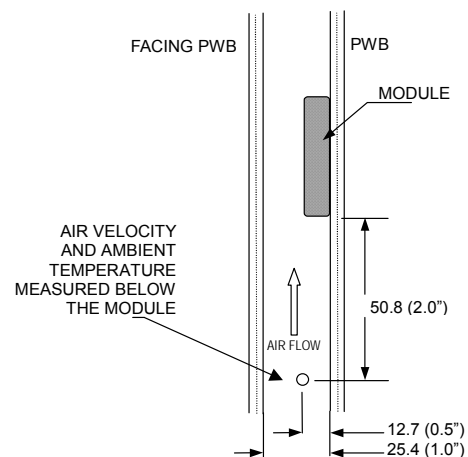 FACING PWB
PWB
MODULE
AIR VELOCITY
AND AMBIENT
TEMPERATURE
MEASURED BELOW
THE MODULE
50.8 (2.0”)
AIR FLOW
12.7 (0.5”)
25.4 (1.0”)